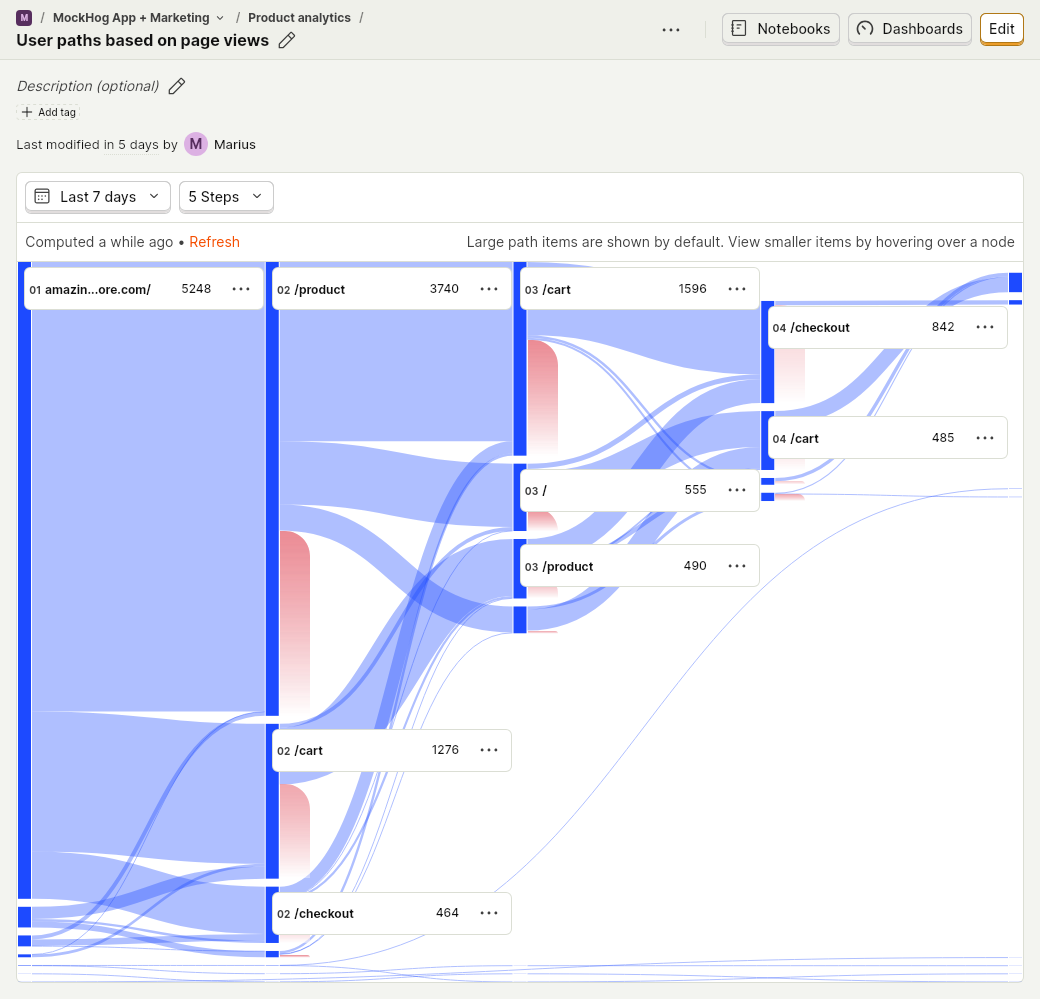 M / MockHog App + Marketing / Product analytics /
User paths based on page views
Notebooks
Dashboards
Edit
Description (optional)
Add tag
Last modified in 5 days by M Marius
Last 7 days
5 Steps
Computed a while ago • Refresh
Large path items are shown by default. View smaller items by hovering over a node
01 amazin...ore.com/ 5248
02 /product 3740
03 /cart 1596
04 /checkout 842
04 /cart 485
03 / 555
03 /product 490
02 /cart 1276
02 /checkout 464